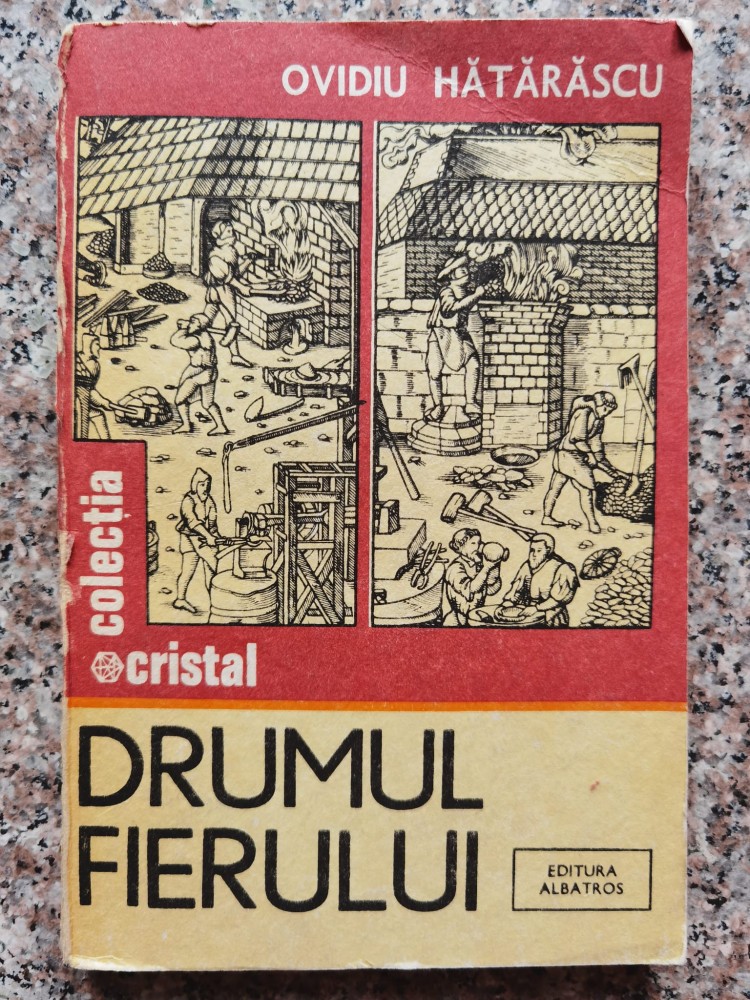 OVIDIU HĂTĂRĂSCU
colecția
cristal
DRUMUL
FIERULUI
EDITURA
ALBATROS